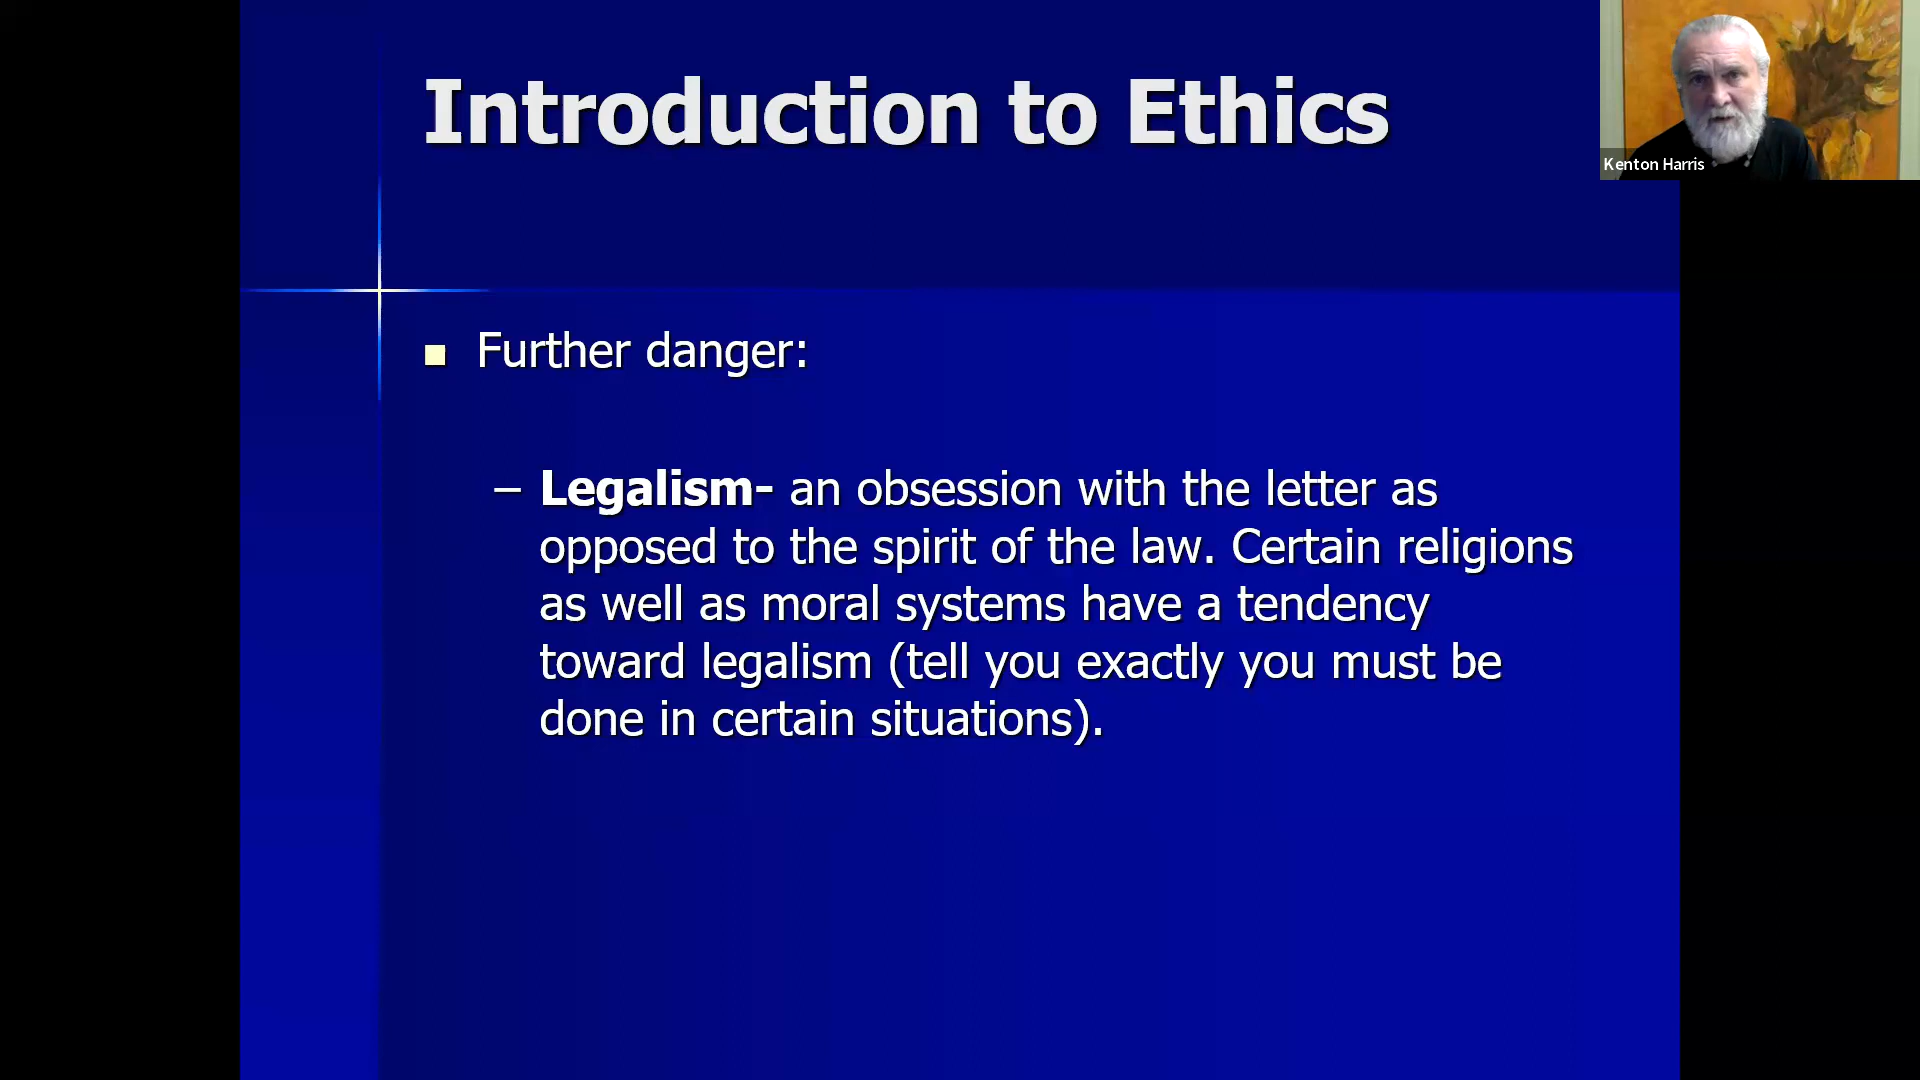 Introduction to Ethics
Kenton Harris
Further danger:
– Legalism- an obsession with the letter as
opposed to the spirit of the law. Certain religions
as well as moral systems have a tendency
toward legalism (tell you exactly you must be
done in certain situations).